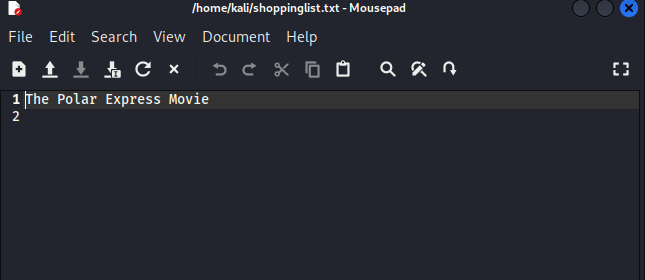 /home/kali/shoppinglist.txt - Mousepad
File Edit Search View Document Help
1 The Polar Express Movie
2